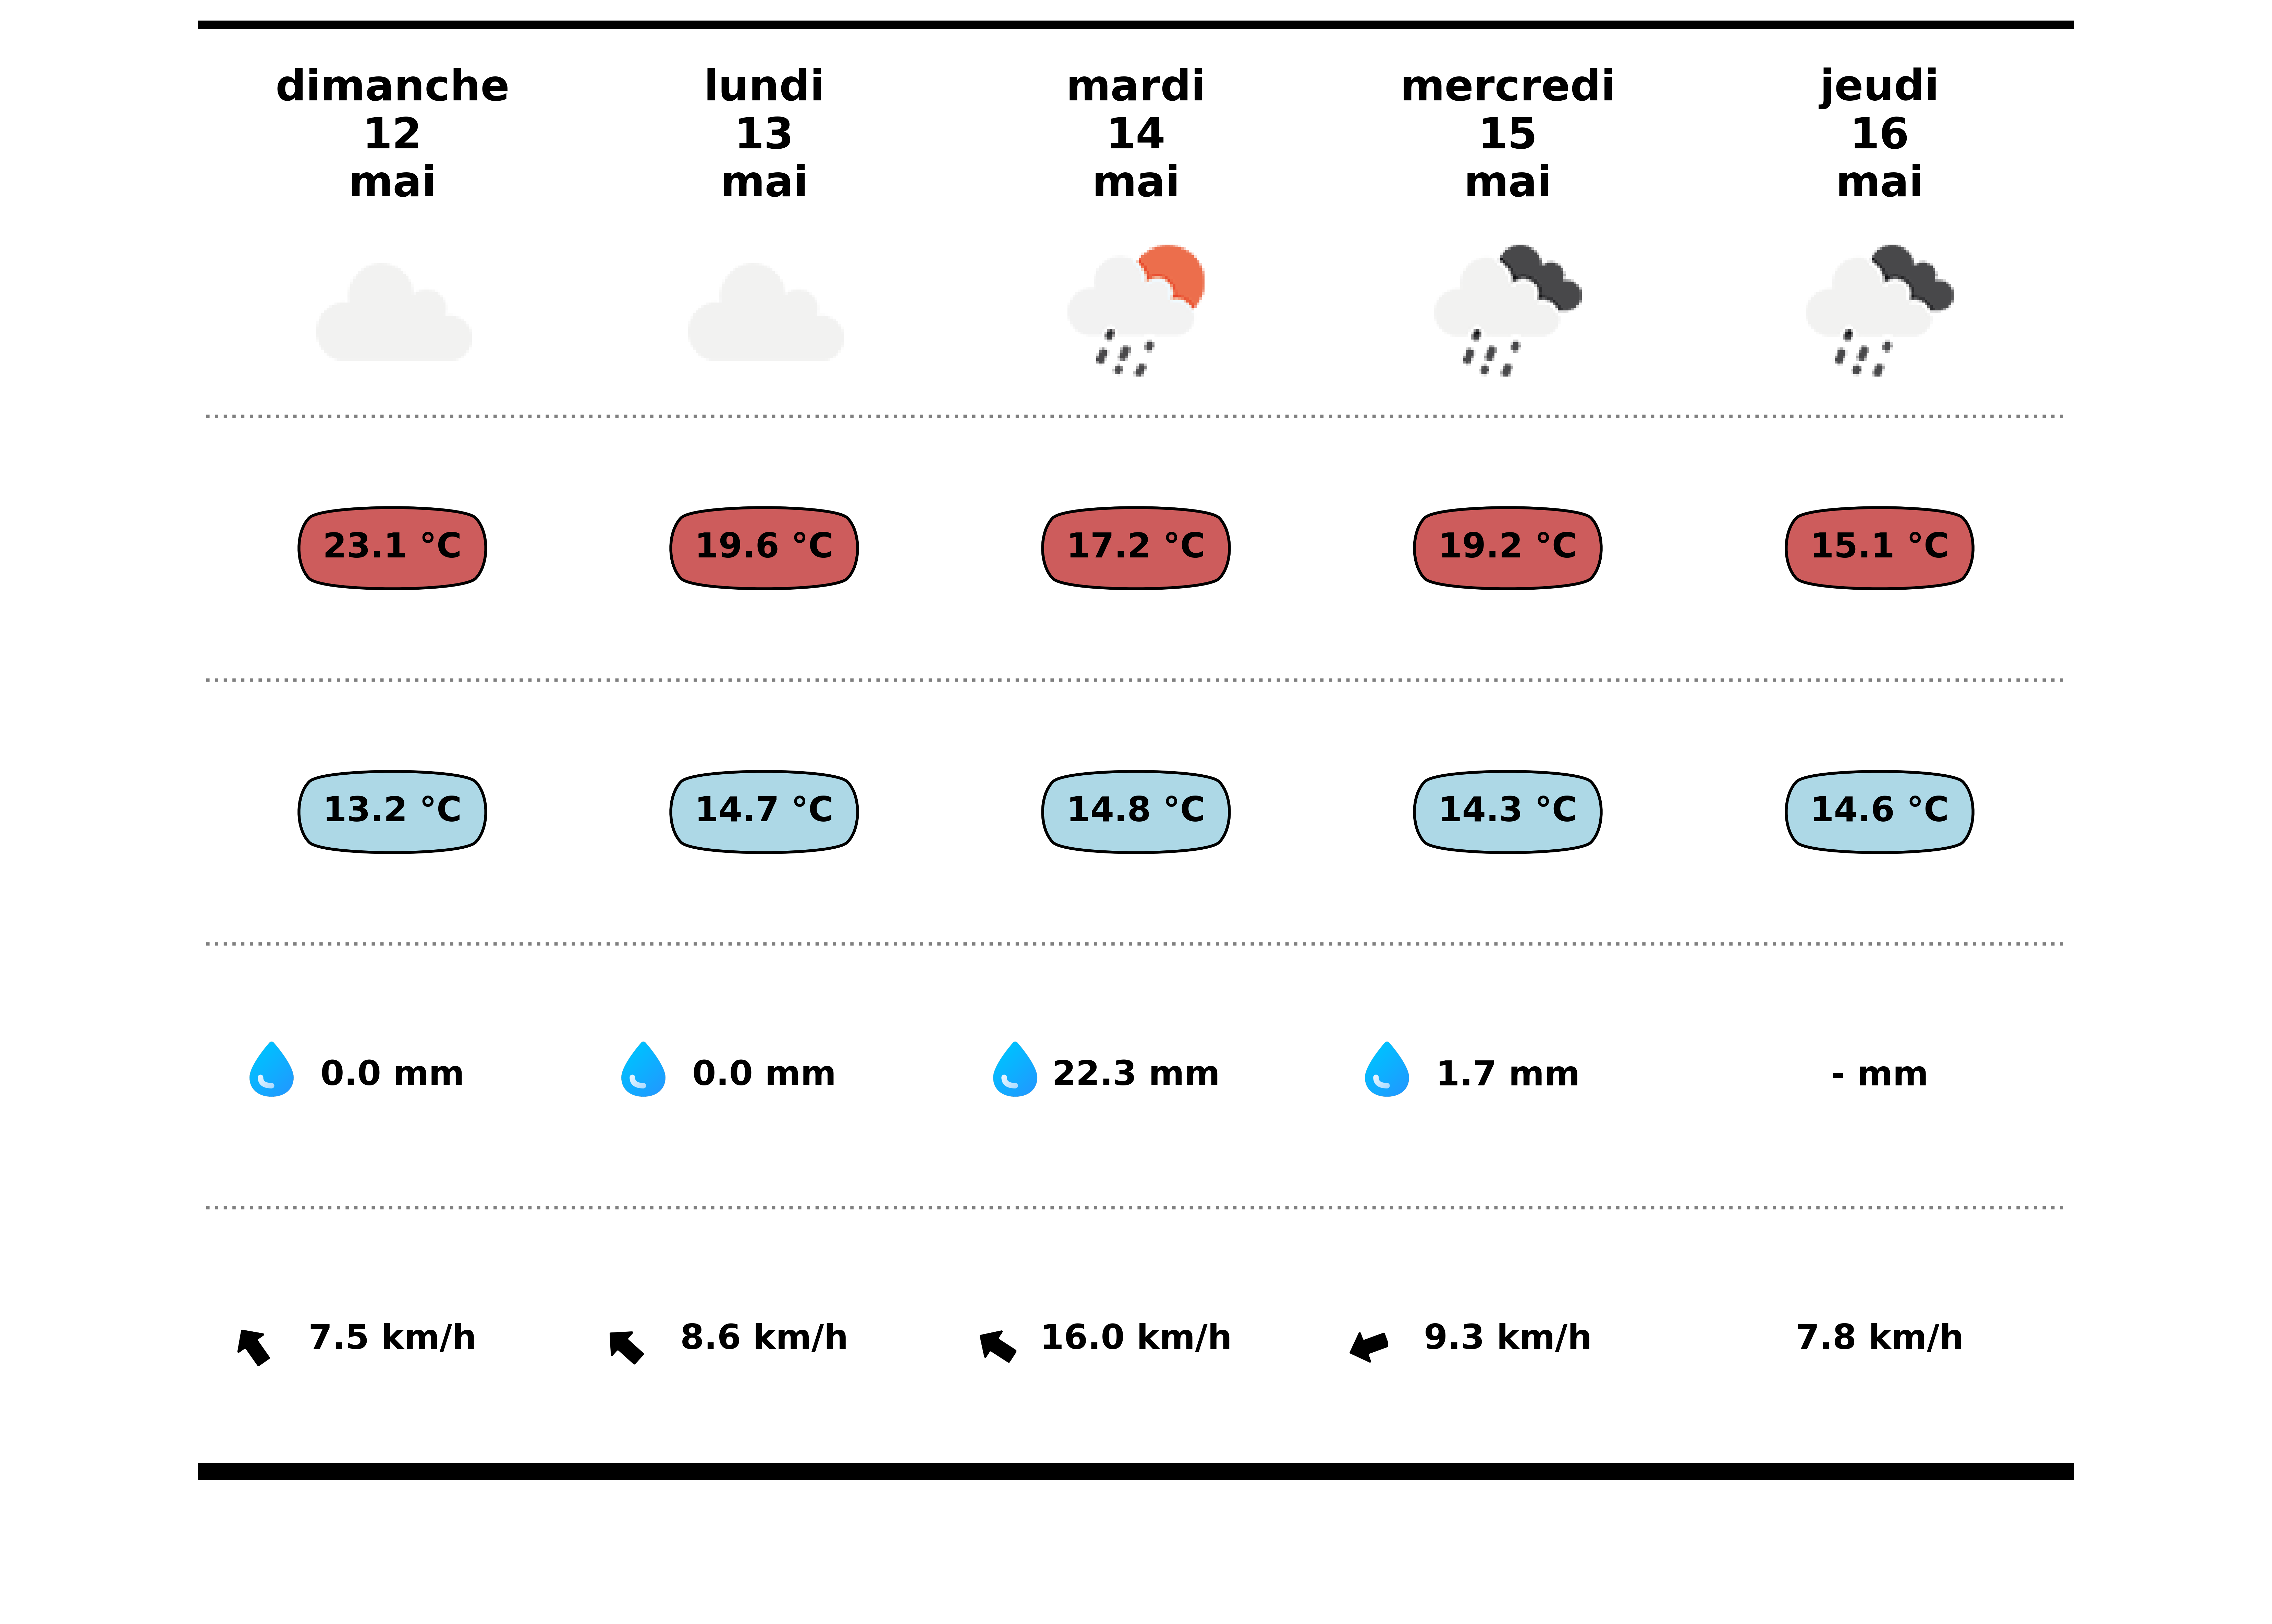 dimanche lundi mardi mercredi jeudi
12 13 14 15 16
mai mai mai mai mai
23.1 °C 19.6 °C 17.2 °C 19.2 °C 15.1 °C
13.2 °C 14.7 °C 14.8 °C 14.3 °C 14.6 °C
0.0 mm 0.0 mm 22.3 mm 1.7 mm - mm
7.5 km/h 8.6 km/h 16.0 km/h 9.3 km/h 7.8 km/h